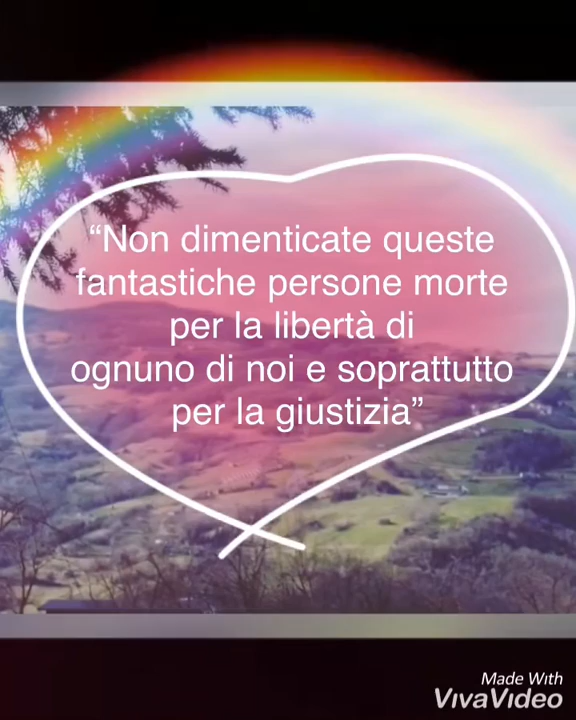 “Non dimenticate queste
fantastiche persone morte
per la libertà di
ognuno di noi e soprattutto
per la giustizia”
Made With
VivaVideo